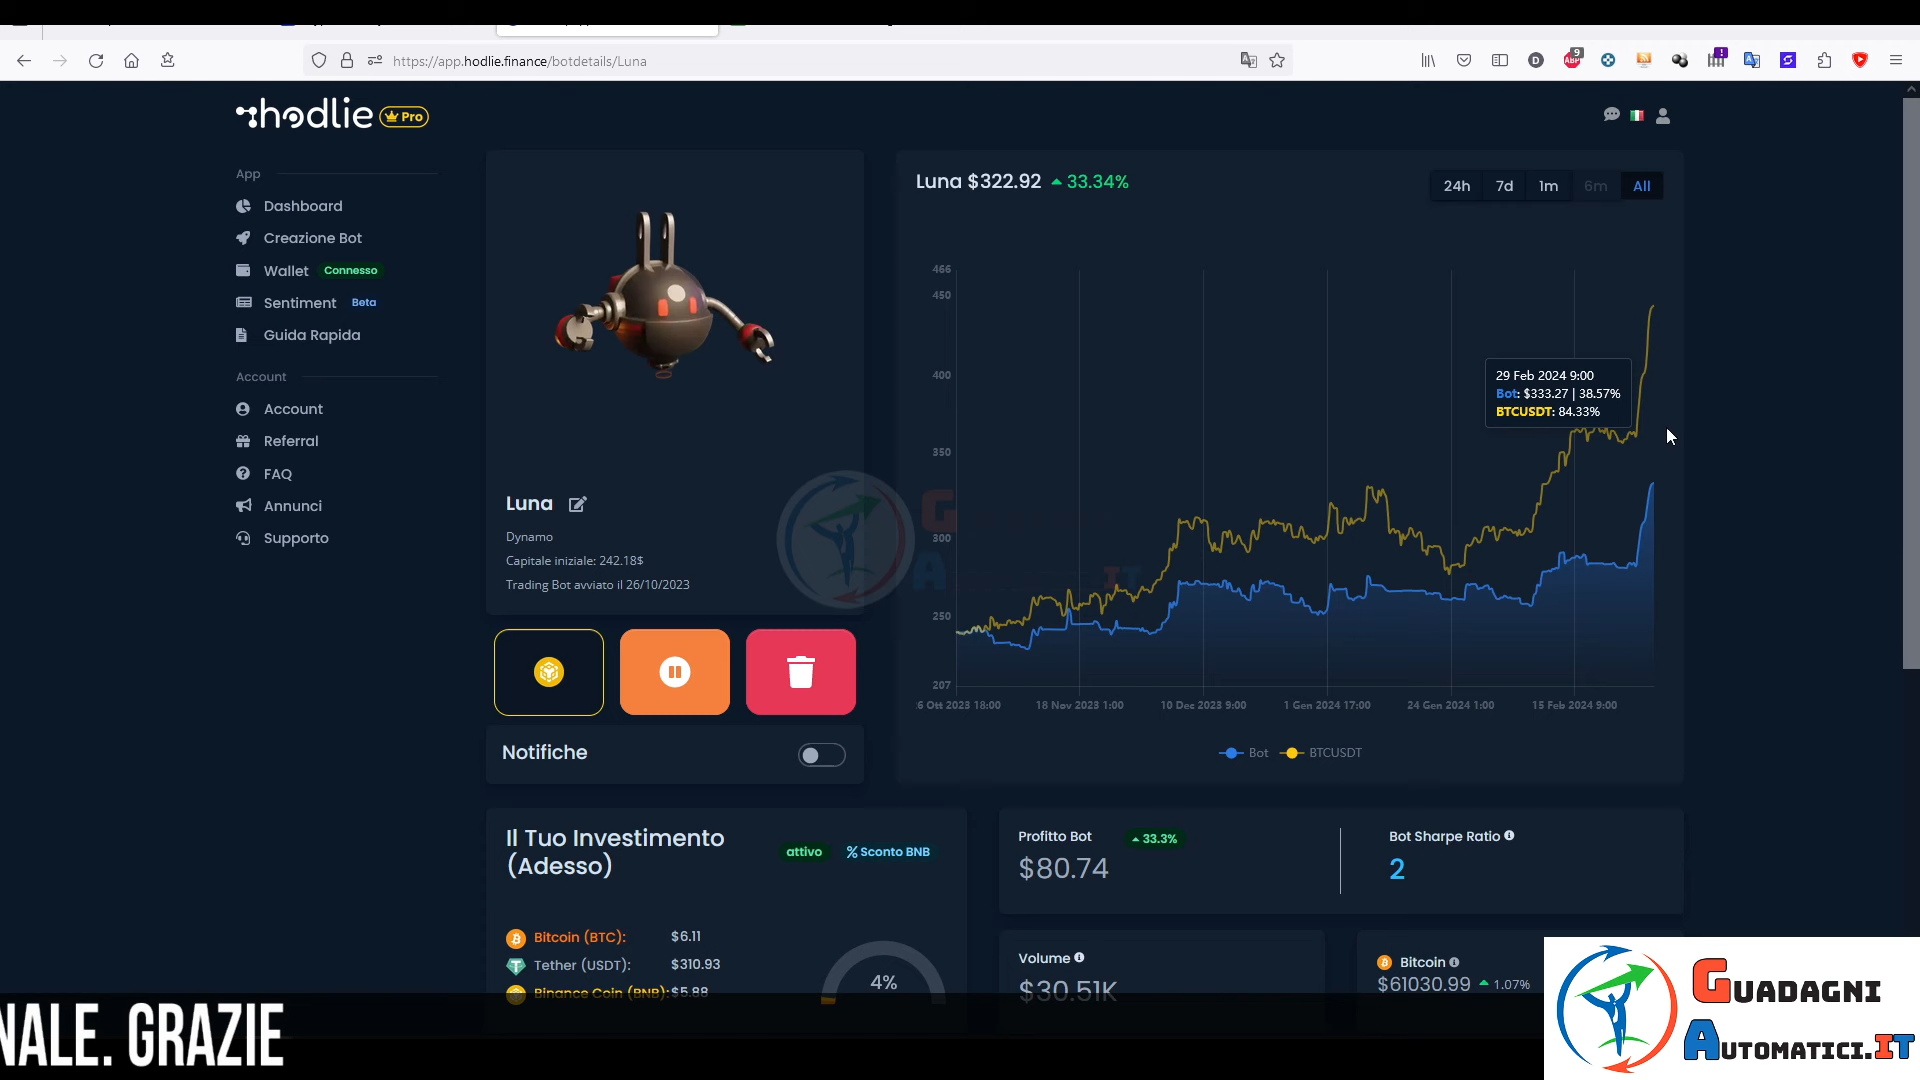 https://app.hodlie.finance/botdetails/Luna
hodlie Pro
App
Dashboard
Creazione Bot
Wallet Connesso
Sentiment Beta
Guida Rapida
Account
Account
Referral
FAQ
Annunci
Supporto
Luna
Dynamo
Capitale iniziale: 242.18$
Trading Bot avviato il 26/10/2023
Notifiche
Luna $322.92 33.34%
24h 7d 1m 6m All
466
450
400
350
300
250
207
29 Feb 2024 9:00
Bot: $333.27 | 38.57%
BTCUSDT: 84.33%
6 Ott 2023 18:00 18 Nov 2023 1:00 10 Dec 2023 9:00 1 Gen 2024 17:00 24 Gen 2024 1:00 15 Feb 2024 9:00
Bot BTCUSDT
Il Tuo Investimento
(Adesso)
attivo
Sconto BNB
Bitcoin (BTC): $6.11
Tether (USDT): $310.93
Binance Coin (BNB): $5.88
4%
Profitto Bot 33.3%
$80.74
Bot Sharpe Ratio
2
Volume
$30.51K
Bitcoin
$61030.99 1.07%
NALE. GRAZIE
GUADAGNI
AUTOMATICI.IT